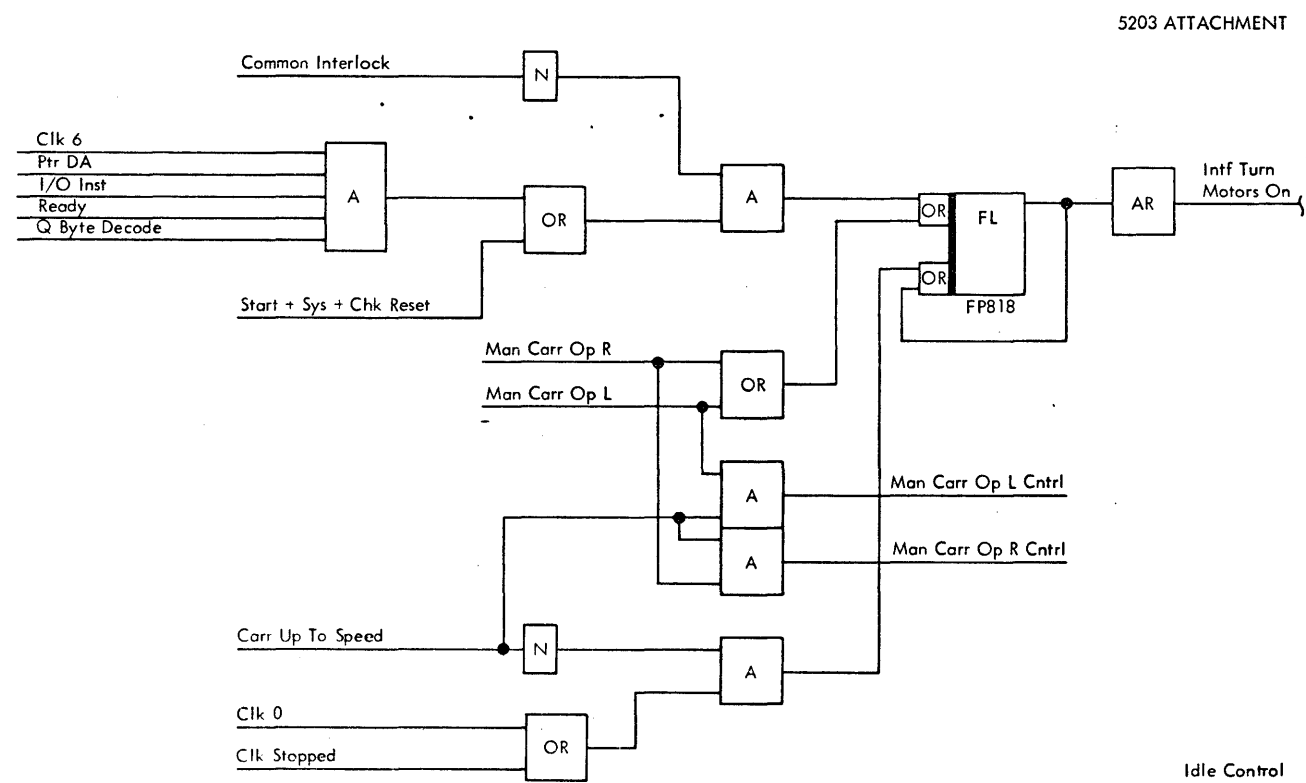 5203 ATTACHMENT
Common Interlock
N
Clk 6
Ptr DA
I/O Inst
Ready
Q Byte Decode
A
OR
A
Start + Sys + Chk Reset
OR
FL
OR
FP818
AR
Intf Turn
Motors On
Man Carr Op R
Man Carr Op L
OR
A
Man Carr Op L Cntrl
A
Man Carr Op R Cntrl
Carr Up To Speed
N
A
Clk 0
Clk Stopped
OR
Idle Control